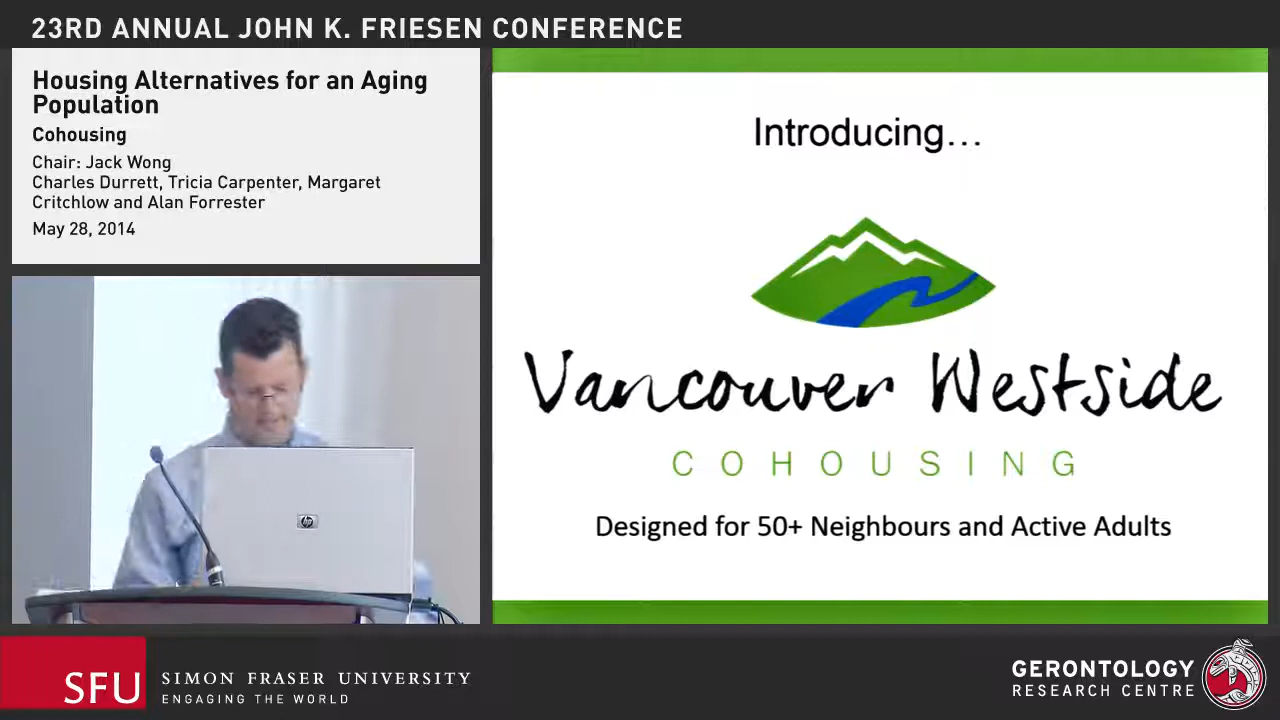 23RD ANNUAL JOHN K. FRIESEN CONFERENCE
Housing Alternatives for an Aging
Population
Cohousing
Chair: Jack Wong
Charles Durrett, Tricia Carpenter, Margaret
Critchlow and Alan Forrester
May 28, 2014
Introducing…
Vancouver Westside
COHOUSING
Designed for 50+ Neighbours and Active Adults
hp
SFU
SIMON FRASER UNIVERSITY
ENGAGING THE WORLD
GERONTOLOGY
RESEARCH CENTRE